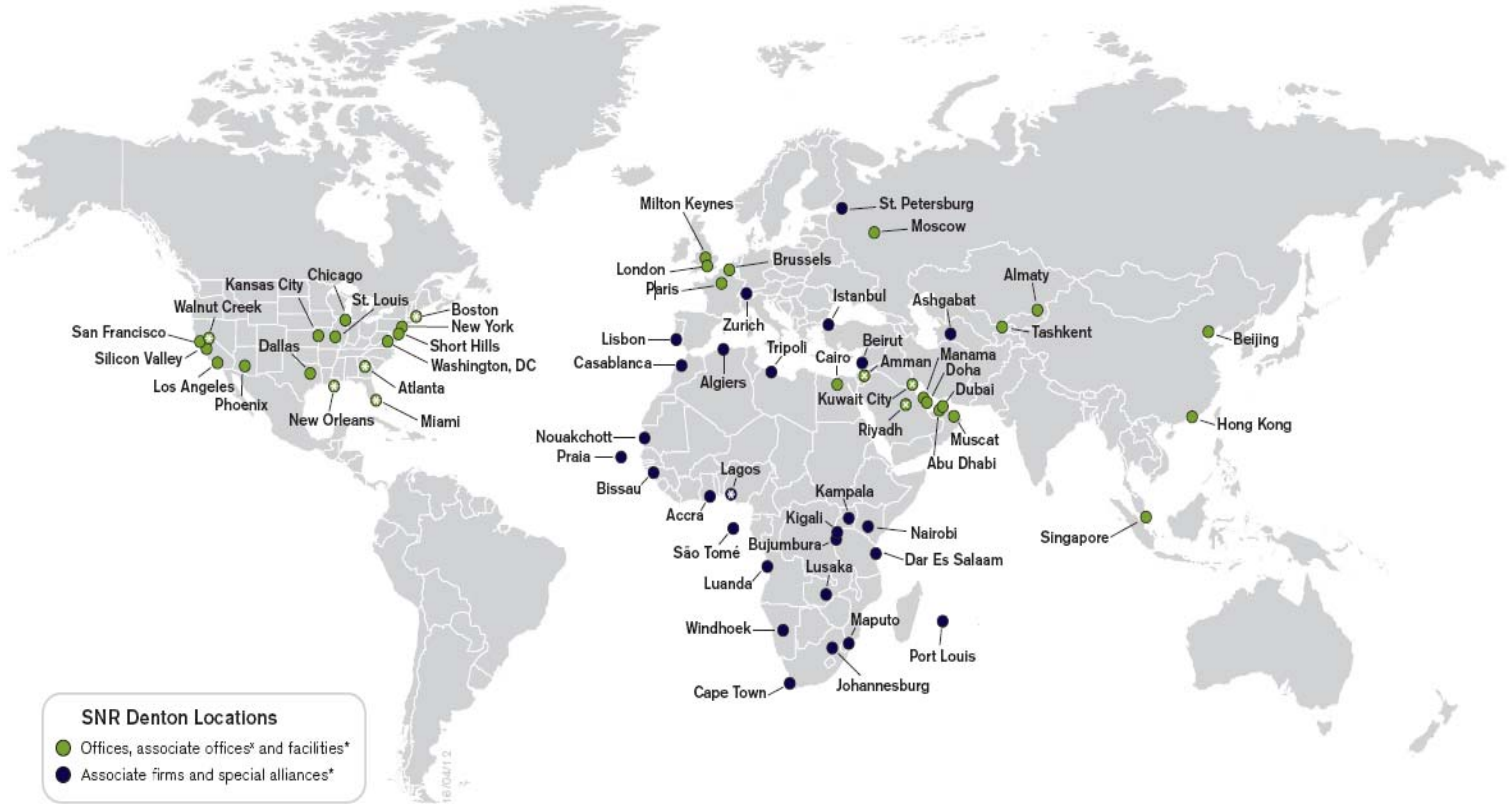 Milton Keynes
St. Petersburg
Moscow
London
Brussels
Paris
Almaty
Chicago
Kansas City
St. Louis
Istanbul
Ashgabat
Walnut Creek
Boston
New York
San Francisco
Zurich
Tashkent
Short Hills
Beijing
Silicon Valley
Dallas
Lisbon
Tripoli
Beirut
Manama
Washington, DC
Casablanca
Cairo
Amman
Doha
Los Angeles
Atlanta
Algiers
Kuwait City
Dubai
Phoenix
New Orleans
Miami
Riyadh
Muscat
Hong Kong
Nouakchott
Praia
Abu Dhabi
Bissau
Lagos
Kampala
Accra
Kigali
Nairobi
Singapore
Bujumbura
São Tomé
Dar Es Salaam
Luanda
Lusaka
Windhoek
Maputo
Port Louis
Cape Town
Johannesburg
SNR Denton Locations
Offices, associate officesˣ and facilities*
Associate firms and special alliances*
16/04/12